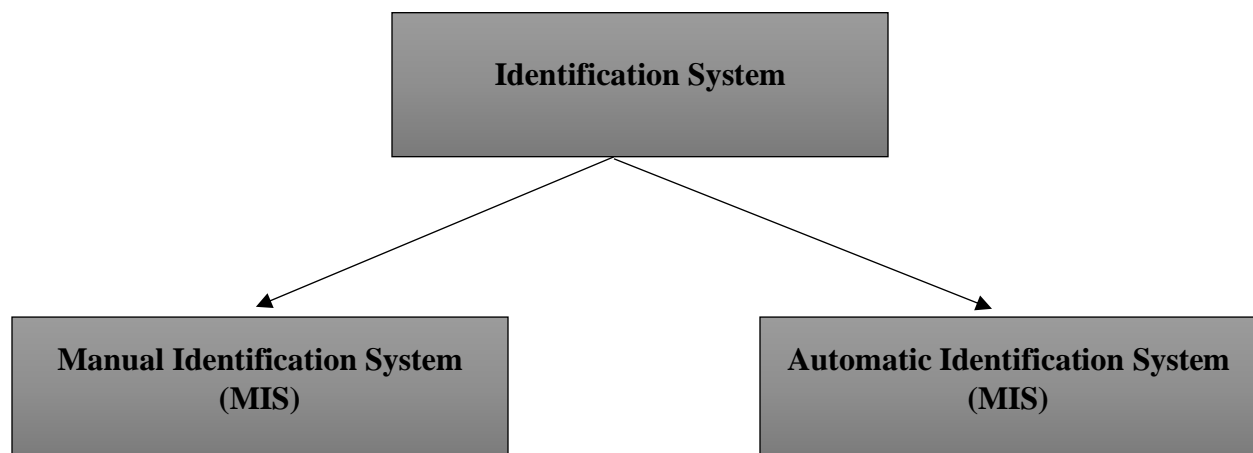 Identification System
Manual Identification System
(MIS)
Automatic Identification System
(MIS)